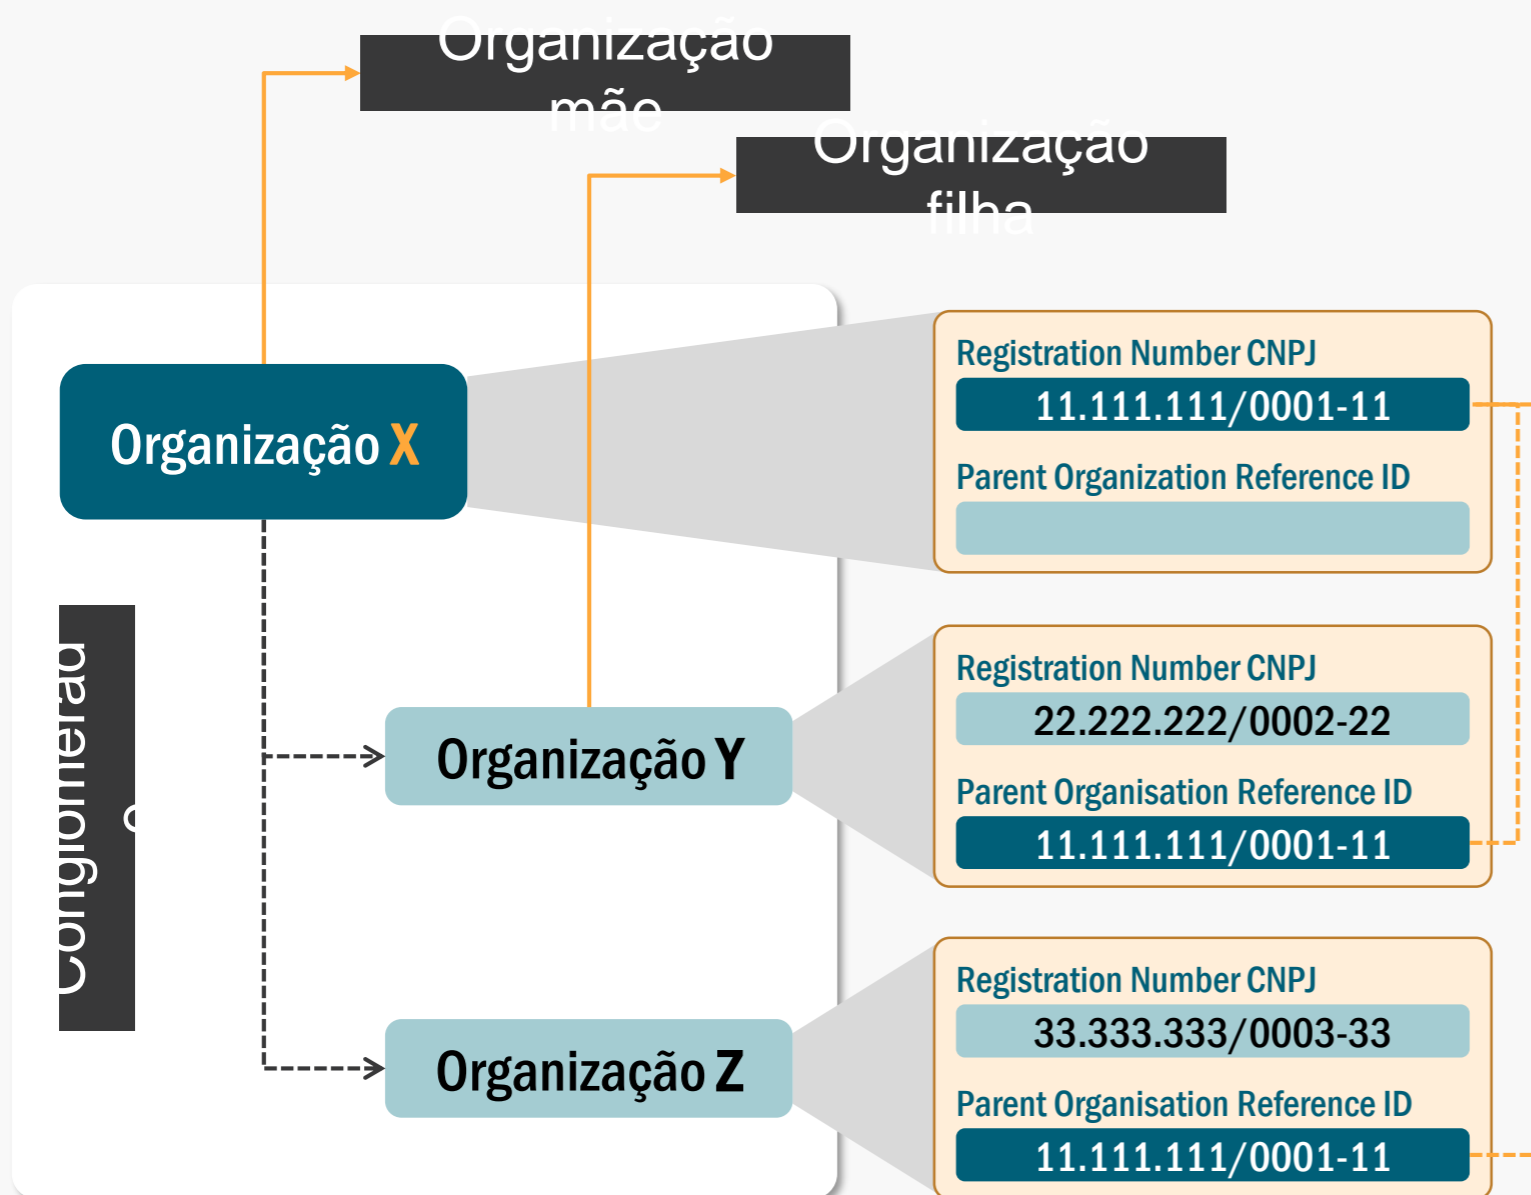 Organização
mãe
Organização
filha
Organização X
Registration Number CNPJ
11.111.111/0001-11
Parent Organization Reference ID
Conglomerad
o
Organização Y
Registration Number CNPJ
22.222.222/0002-22
Parent Organisation Reference ID
11.111.111/0001-11
Organização Z
Registration Number CNPJ
33.333.333/0003-33
Parent Organisation Reference ID
11.111.111/0001-11